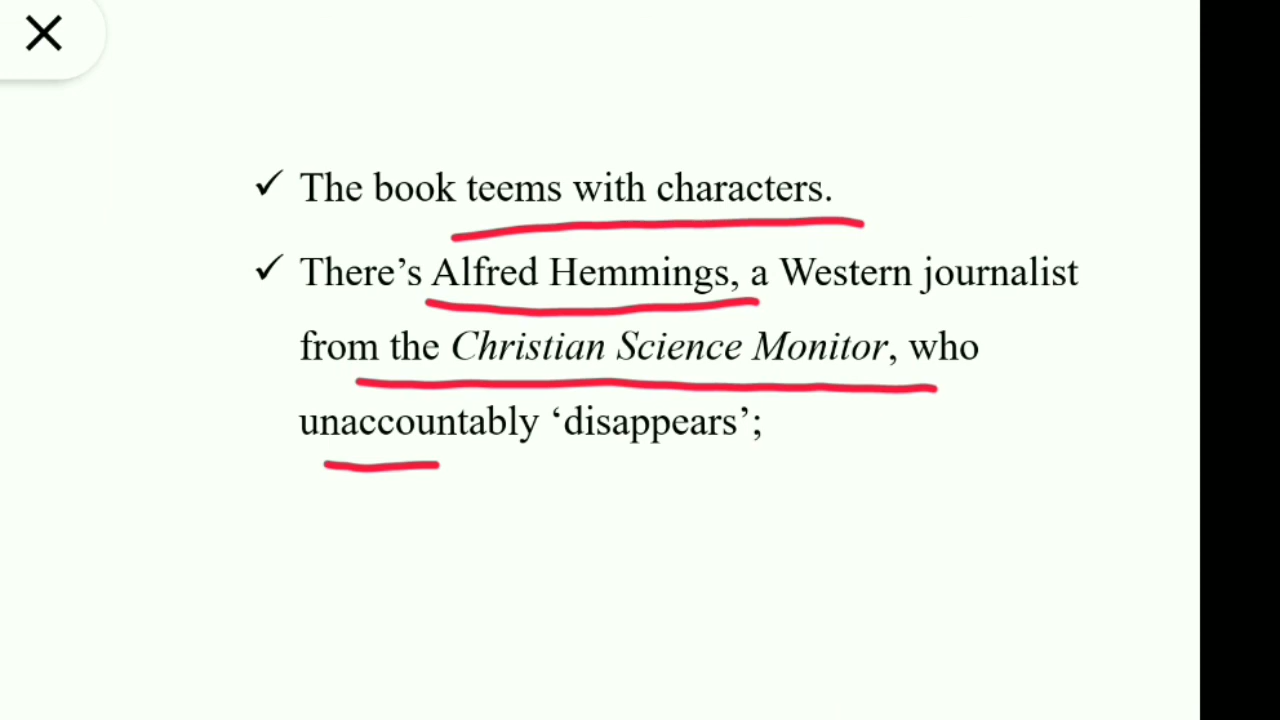 ✓ The book teems with characters.
✓ There’s Alfred Hemmings, a Western journalist
from the Christian Science Monitor, who
unaccountably ‘disappears’;